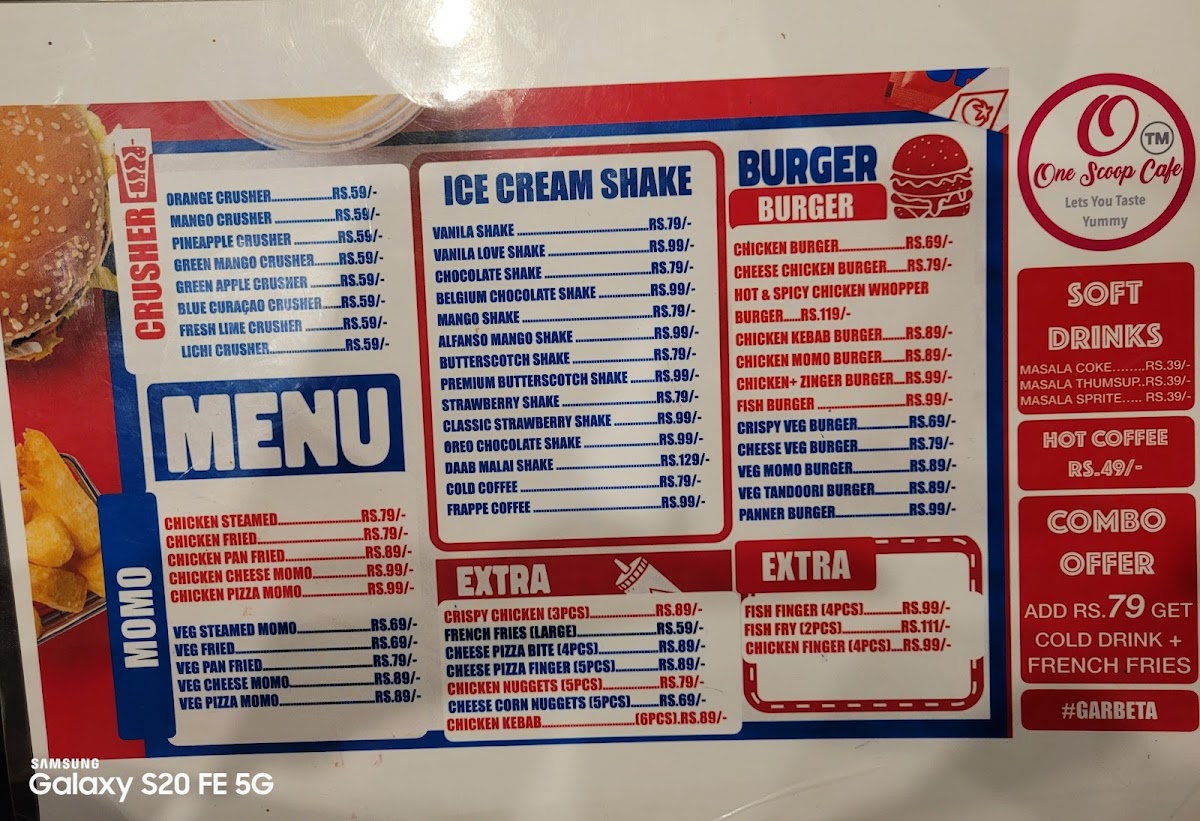 CRUSHER
ORANGE CRUSHER.................RS.59/-
MANGO CRUSHER .................RS.59/-
PINEAPPLE CRUSHER .............RS.59/-
GREEN MANGO CRUSHER........RS.59/-
GREEN APPLE CRUSHER ........RS.59/-
BLUE CURAÇAO CRUSHER......RS.59/-
FRESH LIME CRUSHER ..........RS.59/-
LICHI CRUSHER.....................RS.59/-
MENU
MOMO
CHICKEN STEAMED.......................RS.79/-
CHICKEN FRIED.............................RS.79/-
CHICKEN PAN FRIED......................RS.89/-
CHICKEN CHEESE MOMO...............RS.99/-
CHICKEN PIZZA MOMO..................RS.99/-
VEG STEAMED MOMO....................RS.69/-
VEG FRIED.....................................RS.69/-
VEG PAN FRIED..............................RS.79/-
VEG CHEESE MOMO.......................RS.89/-
VEG PIZZA MOMO..........................RS.89/-
ICE CREAM SHAKE
VANILA SHAKE ....................................RS.79/-
VANILA LOVE SHAKE ...........................RS.99/-
CHOCOLATE SHAKE .............................RS.79/-
BELGIUM CHOCOLATE SHAKE ..............RS.99/-
MANGO SHAKE ...................................RS.79/-
ALFANSO MANGO SHAKE ....................RS.99/-
BUTTERSCOTCH SHAKE ......................RS.79/-
PREMIUM BUTTERSCOTCH SHAKE ........RS.99/-
STRAWBERRY SHAKE ..........................RS.79/-
CLASSIC STRAWBERRY SHAKE .............RS.99/-
OREO CHOCOLATE SHAKE ...................RS.99/-
DAAB MALAI SHAKE ............................RS.129/-
COLD COFFEE .....................................RS.79/-
FRAPPE COFFEE ..................................RS.99/-
EXTRA
CRISPY CHICKEN (3PCS)..................RS.89/-
FRENCH FRIES (LARGE)......................RS.59/-
CHEESE PIZZA BITE (4PCS)................RS.89/-
CHEESE PIZZA FINGER (5PCS)............RS.89/-
CHICKEN NUGGETS (5PCS)................RS.79/-
CHEESE CORN NUGGETS (5PCS)........RS.69/-
CHICKEN KEBAB..........................(6PCS).RS.89/-
BURGER
BURGER
CHICKEN BURGER...................RS.69/-
CHEESE CHICKEN BURGER......RS.79/-
HOT & SPICY CHICKEN WHOPPER
BURGER.....RS.119/-
CHICKEN KEBAB BURGER.......RS.89/-
CHICKEN MOMO BURGER.......RS.89/-
CHICKEN+ ZINGER BURGER....RS.99/-
FISH BURGER ........................RS.99/-
CRISPY VEG BURGER..............RS.69/-
CHEESE VEG BURGER.............RS.79/-
VEG MOMO BURGER...............RS.89/-
VEG TANDOORI BURGER.........RS.89/-
PANNER BURGER...................RS.99/-
EXTRA
FISH FINGER (4PCS)..........RS.99/-
FISH FRY (2PCS)...............RS.111/-
CHICKEN FINGER (4PCS)....RS.99/-
O
TM
One Scoop Cafe
Lets You Taste
Yummy
SOFT
DRINKS
MASALA COKE........RS.39/-
MASALA THUMSUP..RS.39/-
MASALA SPRITE..... RS.39/-
HOT COFFEE
RS.49/-
COMBO
OFFER
ADD RS.79 GET
COLD DRINK +
FRENCH FRIES
#GARBETA
SAMSUNG
Galaxy S20 FE 5G